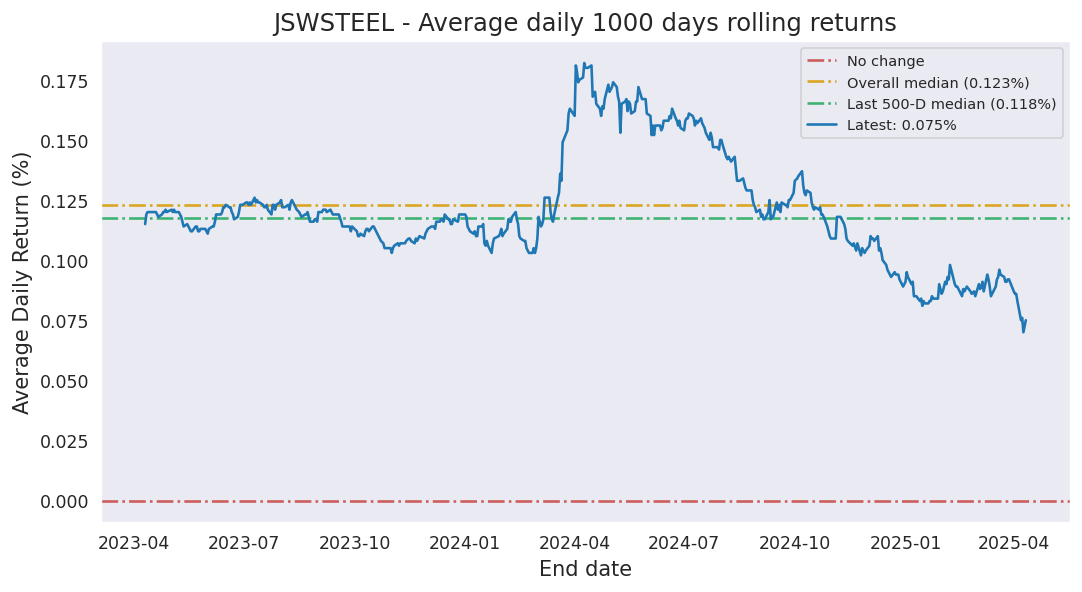 JSWSTEEL - Average daily 1000 days rolling returns
No change
Overall median (0.123%)
Last 500-D median (0.118%)
Latest: 0.075%
Average Daily Return (%)
0.175
0.150
0.125
0.100
0.075
0.050
0.025
0.000
2023-04 2023-07 2023-10 2024-01 2024-04 2024-07 2024-10 2025-01 2025-04
End date